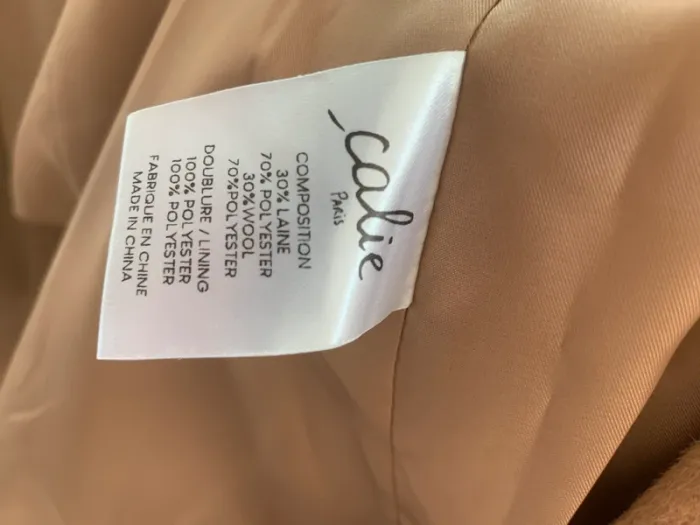 Calie
PARIS
COMPOSITION
30% LAINE
70% POLYESTER
30%WOOL
70%POLYESTER
DOUBLURE / LINING
100% POLYESTER
100% POLYESTER
FABRIQUE EN CHINE
MADE IN CHINA